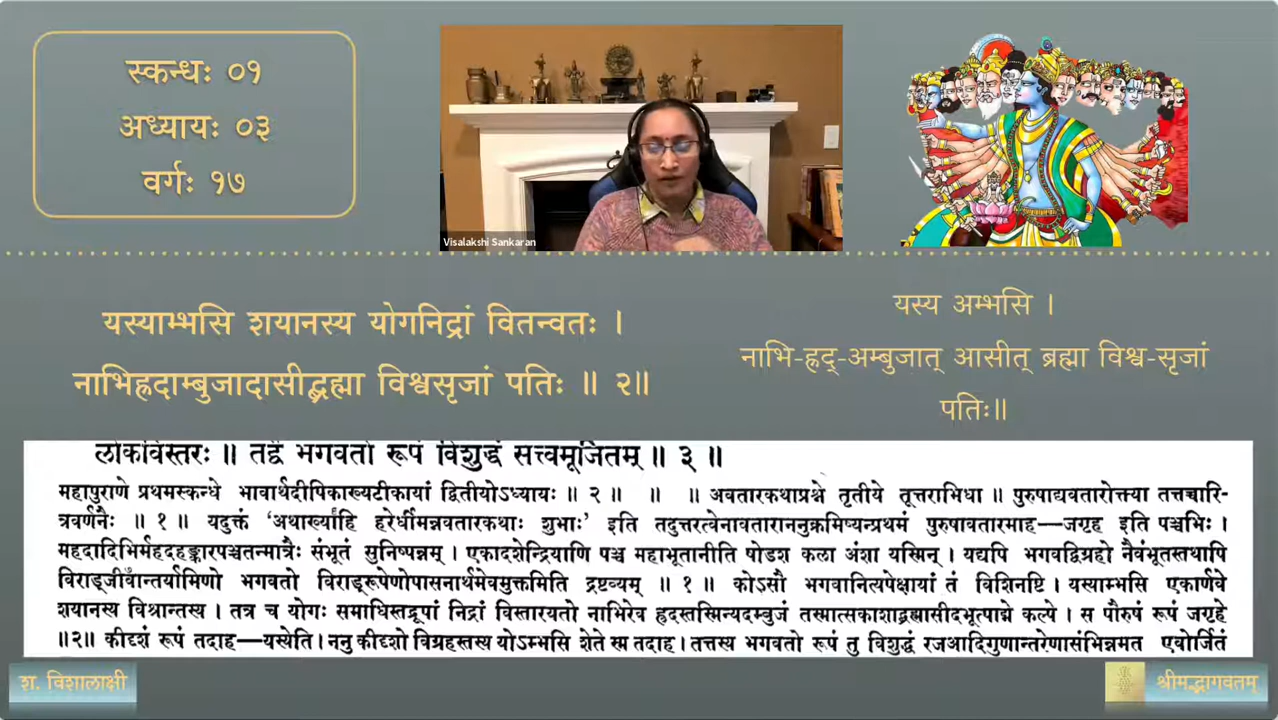 स्कन्धः ०१
अध्यायः ०३
वर्गः १७
Visalakshi Sankaran
यस्याम्भसि शयानस्य योगनिद्रां वितन्वतः ।
नाभिह्रदाम्बुजादासीद्ब्रह्मा विश्वसृजां पतिः ॥ २॥
यस्य अम्भसि ।
नाभि-ह्रद्-अम्बुजात् आसीत् ब्रह्मा विश्व-सृजां
पतिः॥
लोकविस्तरः ॥ तद्वै भगवतो रूपं विशुद्धं सत्त्वमूर्जितम् ॥ ३ ॥
महापुराणे प्रथमस्कन्धे भावार्थदीपिकाख्यटीकायां द्वितीयोऽध्यायः ॥ २ ॥ ॥ ॥ अवतारकथाप्रश्ने तृतीये तूत्तराभिधा ॥ पुरुषाद्यवतारोक्त्या तत्तच्चारि-
त्रवर्णनैः ॥ १ ॥ यदुक्तं 'अथाख्याहि हरेर्धीमन्नवतारकथाः शुभाः' इति तदुत्तरत्वेनावताराननुक्रमिष्यन्प्रथमं पुरुषावतारमाह—जगृह इति पञ्चभिः ।
महदादिभिर्महदहङ्कारपञ्चतन्मात्रैः संभूतं सुनिष्पन्नम् । एकादशेन्द्रियाणि पञ्च महाभूतानीति षोडश कला अंशा यस्मिन् । यद्यपि भगवद्विग्रहो नैवंभूतस्तथापि
विराड्जीवान्तर्यामिणो भगवतो विराड्रूपेणोपासनार्थमेवमुक्तमिति द्रष्टव्यम् ॥ १ ॥ कोऽसौ भगवानित्यपेक्षायां तं विशिनष्टि । यस्याम्भसि एकार्णवे
शयानस्य विश्रान्तस्य । तत्र च योगः समाधिस्तद्रूपां निद्रां विस्तारयतो नाभिरेव ह्रदस्तस्मिन्यदम्बुजं तस्मात्सकाशाद्ब्रह्मासीदभूत्पाद्मे कल्पे । स पौरुषं रूपं जगृहे
॥२॥ कीदृशं रूपं तदाह—यस्येति । ननु कीदृशो विग्रहस्तस्य योऽम्भसि शेते स्म तदाह । तत्तस्य भगवतो रूपं तु विशुद्धं रजआदिगुणान्तरेणासंभिन्नमत एवोर्जितं
श. विशालाक्षी
श्रीमद्भागवतम्